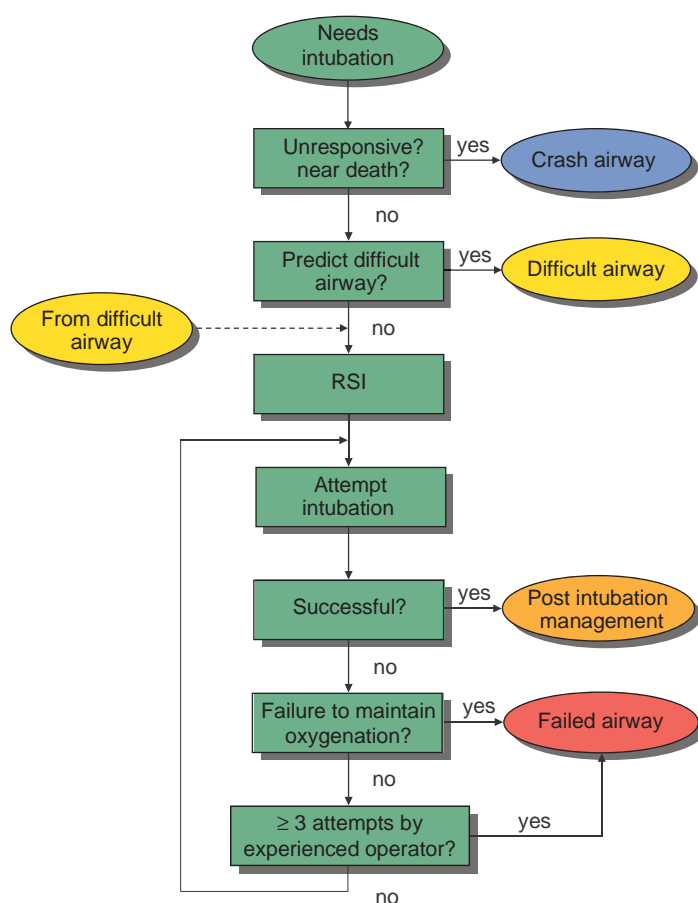 Needs
intubation
Unresponsive?
near death?
yes
Crash airway
no
Predict difficult
airway?
yes
Difficult airway
From difficult
airway
no
RSI
Attempt
intubation
Successful?
yes
Post intubation
management
no
Failure to maintain
oxygenation?
yes
Failed airway
no
≥ 3 attempts by
experienced operator?
yes
no